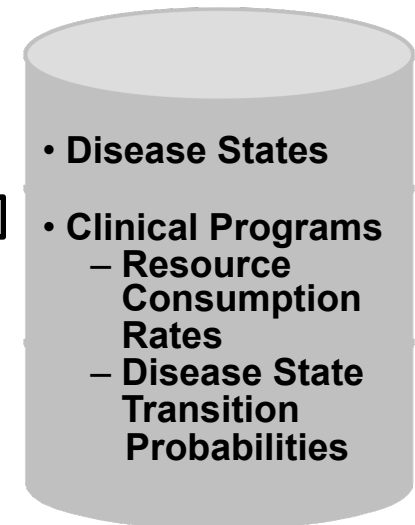 • Disease States
• Clinical Programs
– Resource
Consumption
Rates
– Disease State
Transition
Probabilities